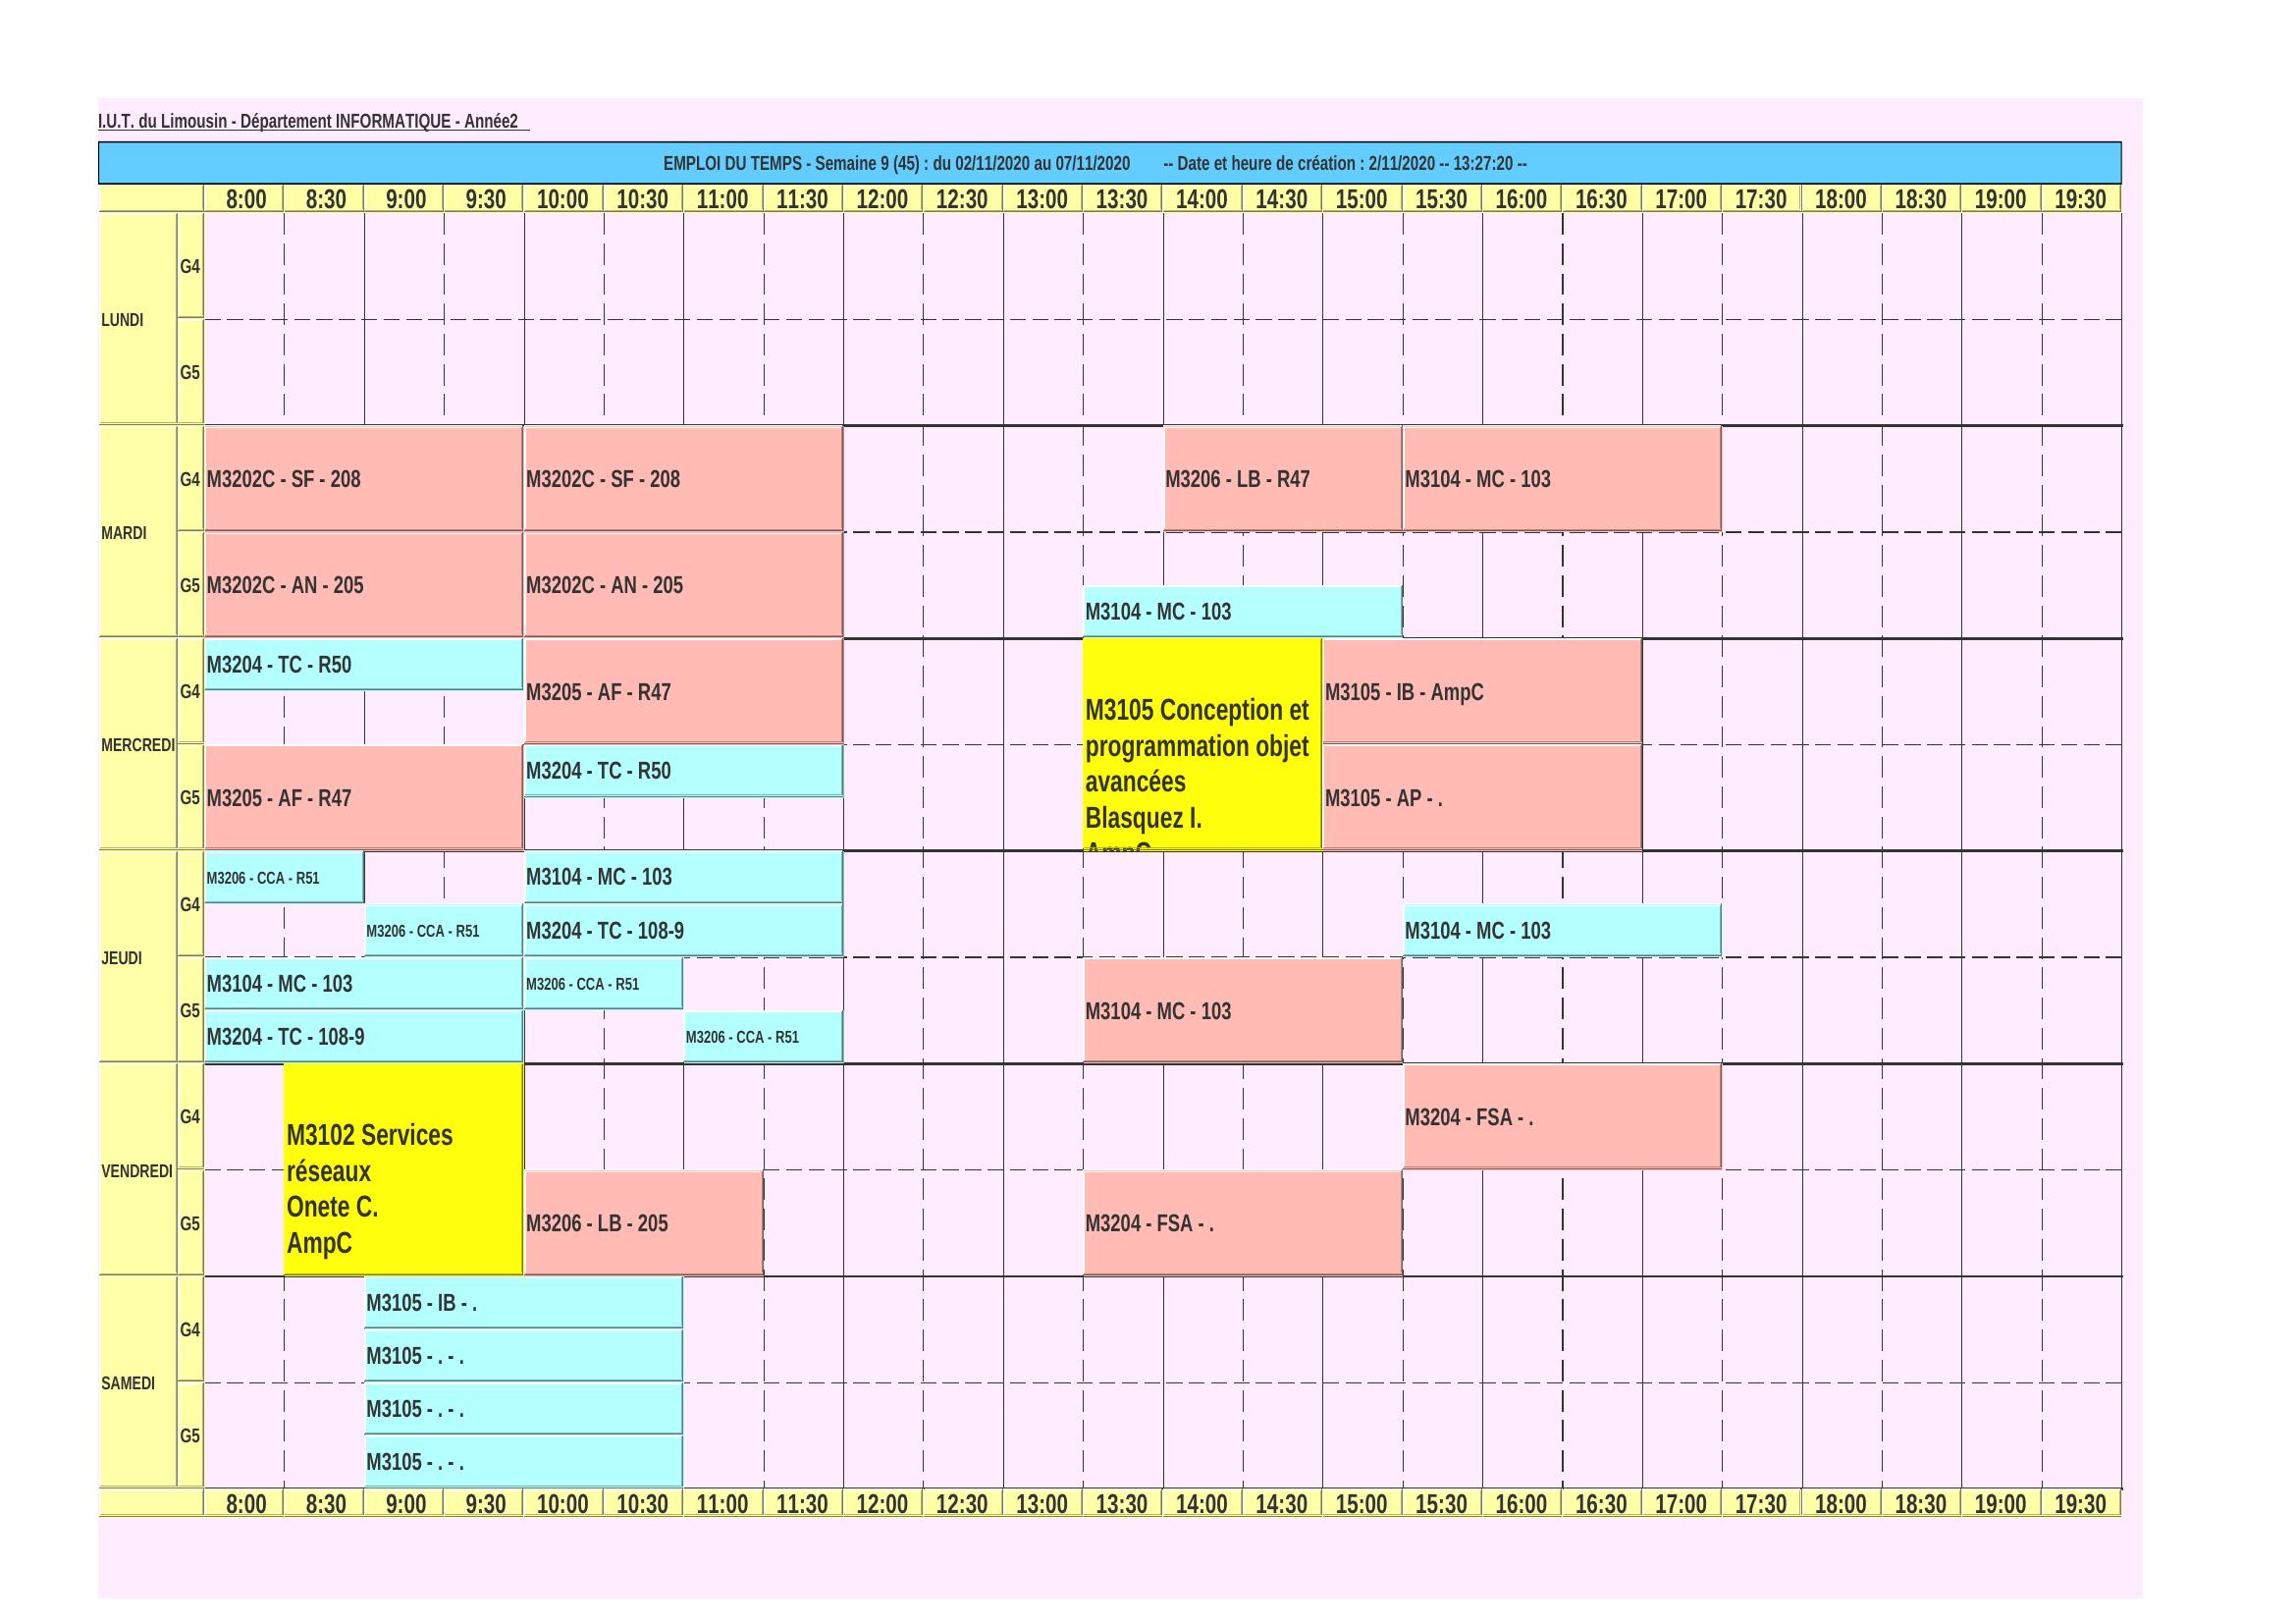 I.U.T. du Limousin - Département INFORMATIQUE - Année2
EMPLOI DU TEMPS - Semaine 9 (45) : du 02/11/2020 au 07/11/2020 -- Date et heure de création : 2/11/2020 -- 13:27:20 --
8:00 8:30 9:00 9:30 10:00 10:30 11:00 11:30 12:00 12:30 13:00 13:30 14:00 14:30 15:00 15:30 16:00 16:30 17:00 17:30 18:00 18:30 19:00 19:30
LUNDI
G4
G5
MARDI
G4
M3202C - SF - 208
M3202C - SF - 208
M3206 - LB - R47
M3104 - MC - 103
G5
M3202C - AN - 205
M3202C - AN - 205
M3104 - MC - 103
MERCREDI
G4
M3204 - TC - R50
M3205 - AF - R47
M3105 Conception et
programmation objet
avancées
Blasquez I.
AmpC
M3105 - IB - AmpC
G5
M3205 - AF - R47
M3204 - TC - R50
M3105 - AP - .
JEUDI
G4
M3206 - CCA - R51
M3104 - MC - 103
M3206 - CCA - R51
M3204 - TC - 108-9
M3104 - MC - 103
G5
M3104 - MC - 103
M3206 - CCA - R51
M3104 - MC - 103
M3204 - TC - 108-9
M3206 - CCA - R51
VENDREDI
G4
M3102 Services
réseaux
Onete C.
AmpC
M3204 - FSA - .
G5
M3206 - LB - 205
M3204 - FSA - .
SAMEDI
G4
M3105 - IB - .
M3105 - . - .
G5
M3105 - . - .
M3105 - . - .
8:00 8:30 9:00 9:30 10:00 10:30 11:00 11:30 12:00 12:30 13:00 13:30 14:00 14:30 15:00 15:30 16:00 16:30 17:00 17:30 18:00 18:30 19:00 19:30